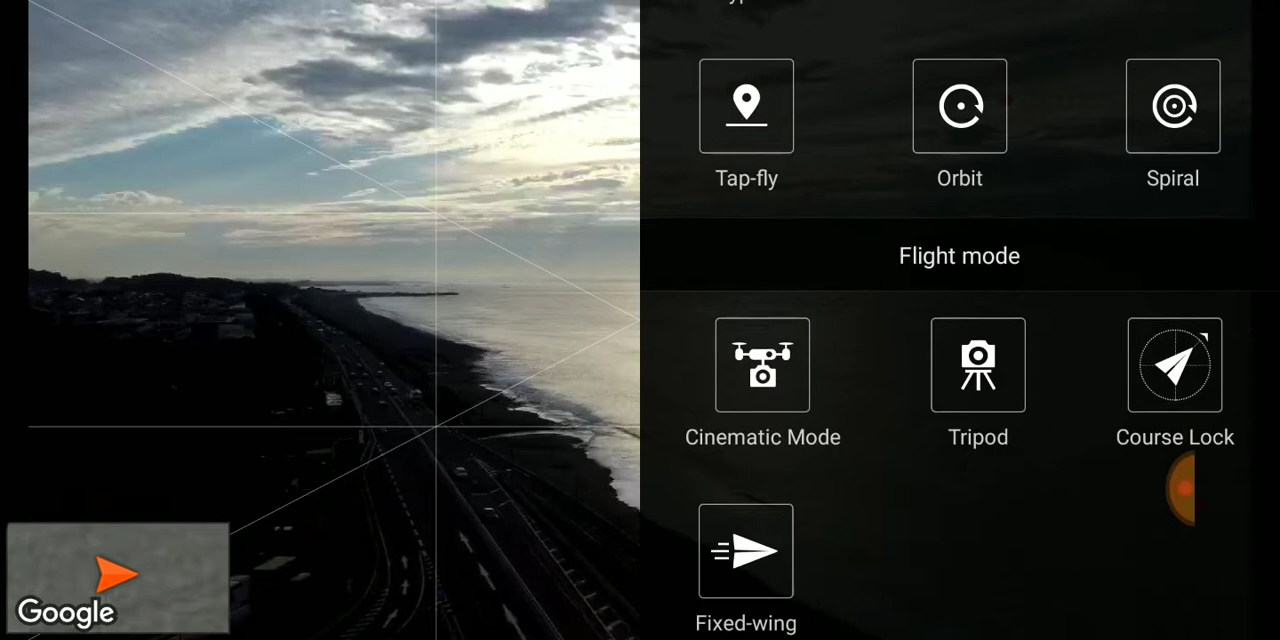 Tap-fly
Orbit
Spiral
Flight mode
Cinematic Mode
Tripod
Course Lock
Fixed-wing
Google